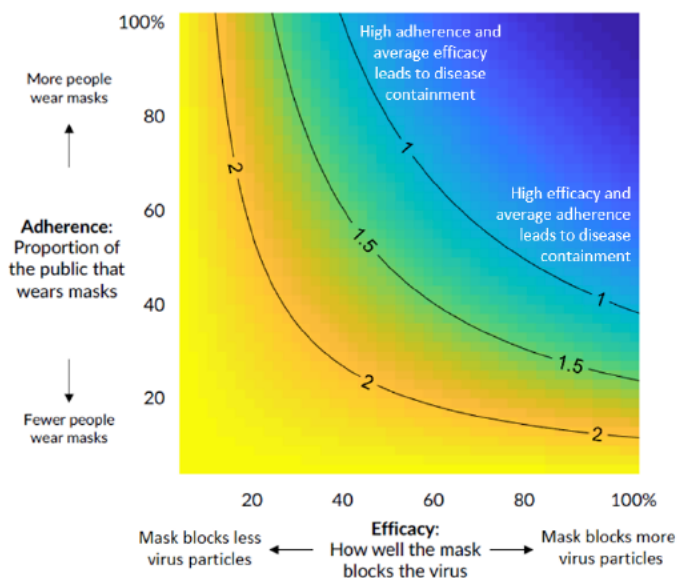 100%
More people
wear masks
80
60
Adherence:
Proportion of
the public that
wears masks
40
20
Fewer people
wear masks
High adherence and
average efficacy
leads to disease
containment
High efficacy and
average adherence
leads to disease
containment
1
1
1.5
1.5
2
2
2
20 40 60 80 100%
Efficacy:
Mask blocks less
virus particles
How well the mask
blocks the virus
Mask blocks more
virus particles